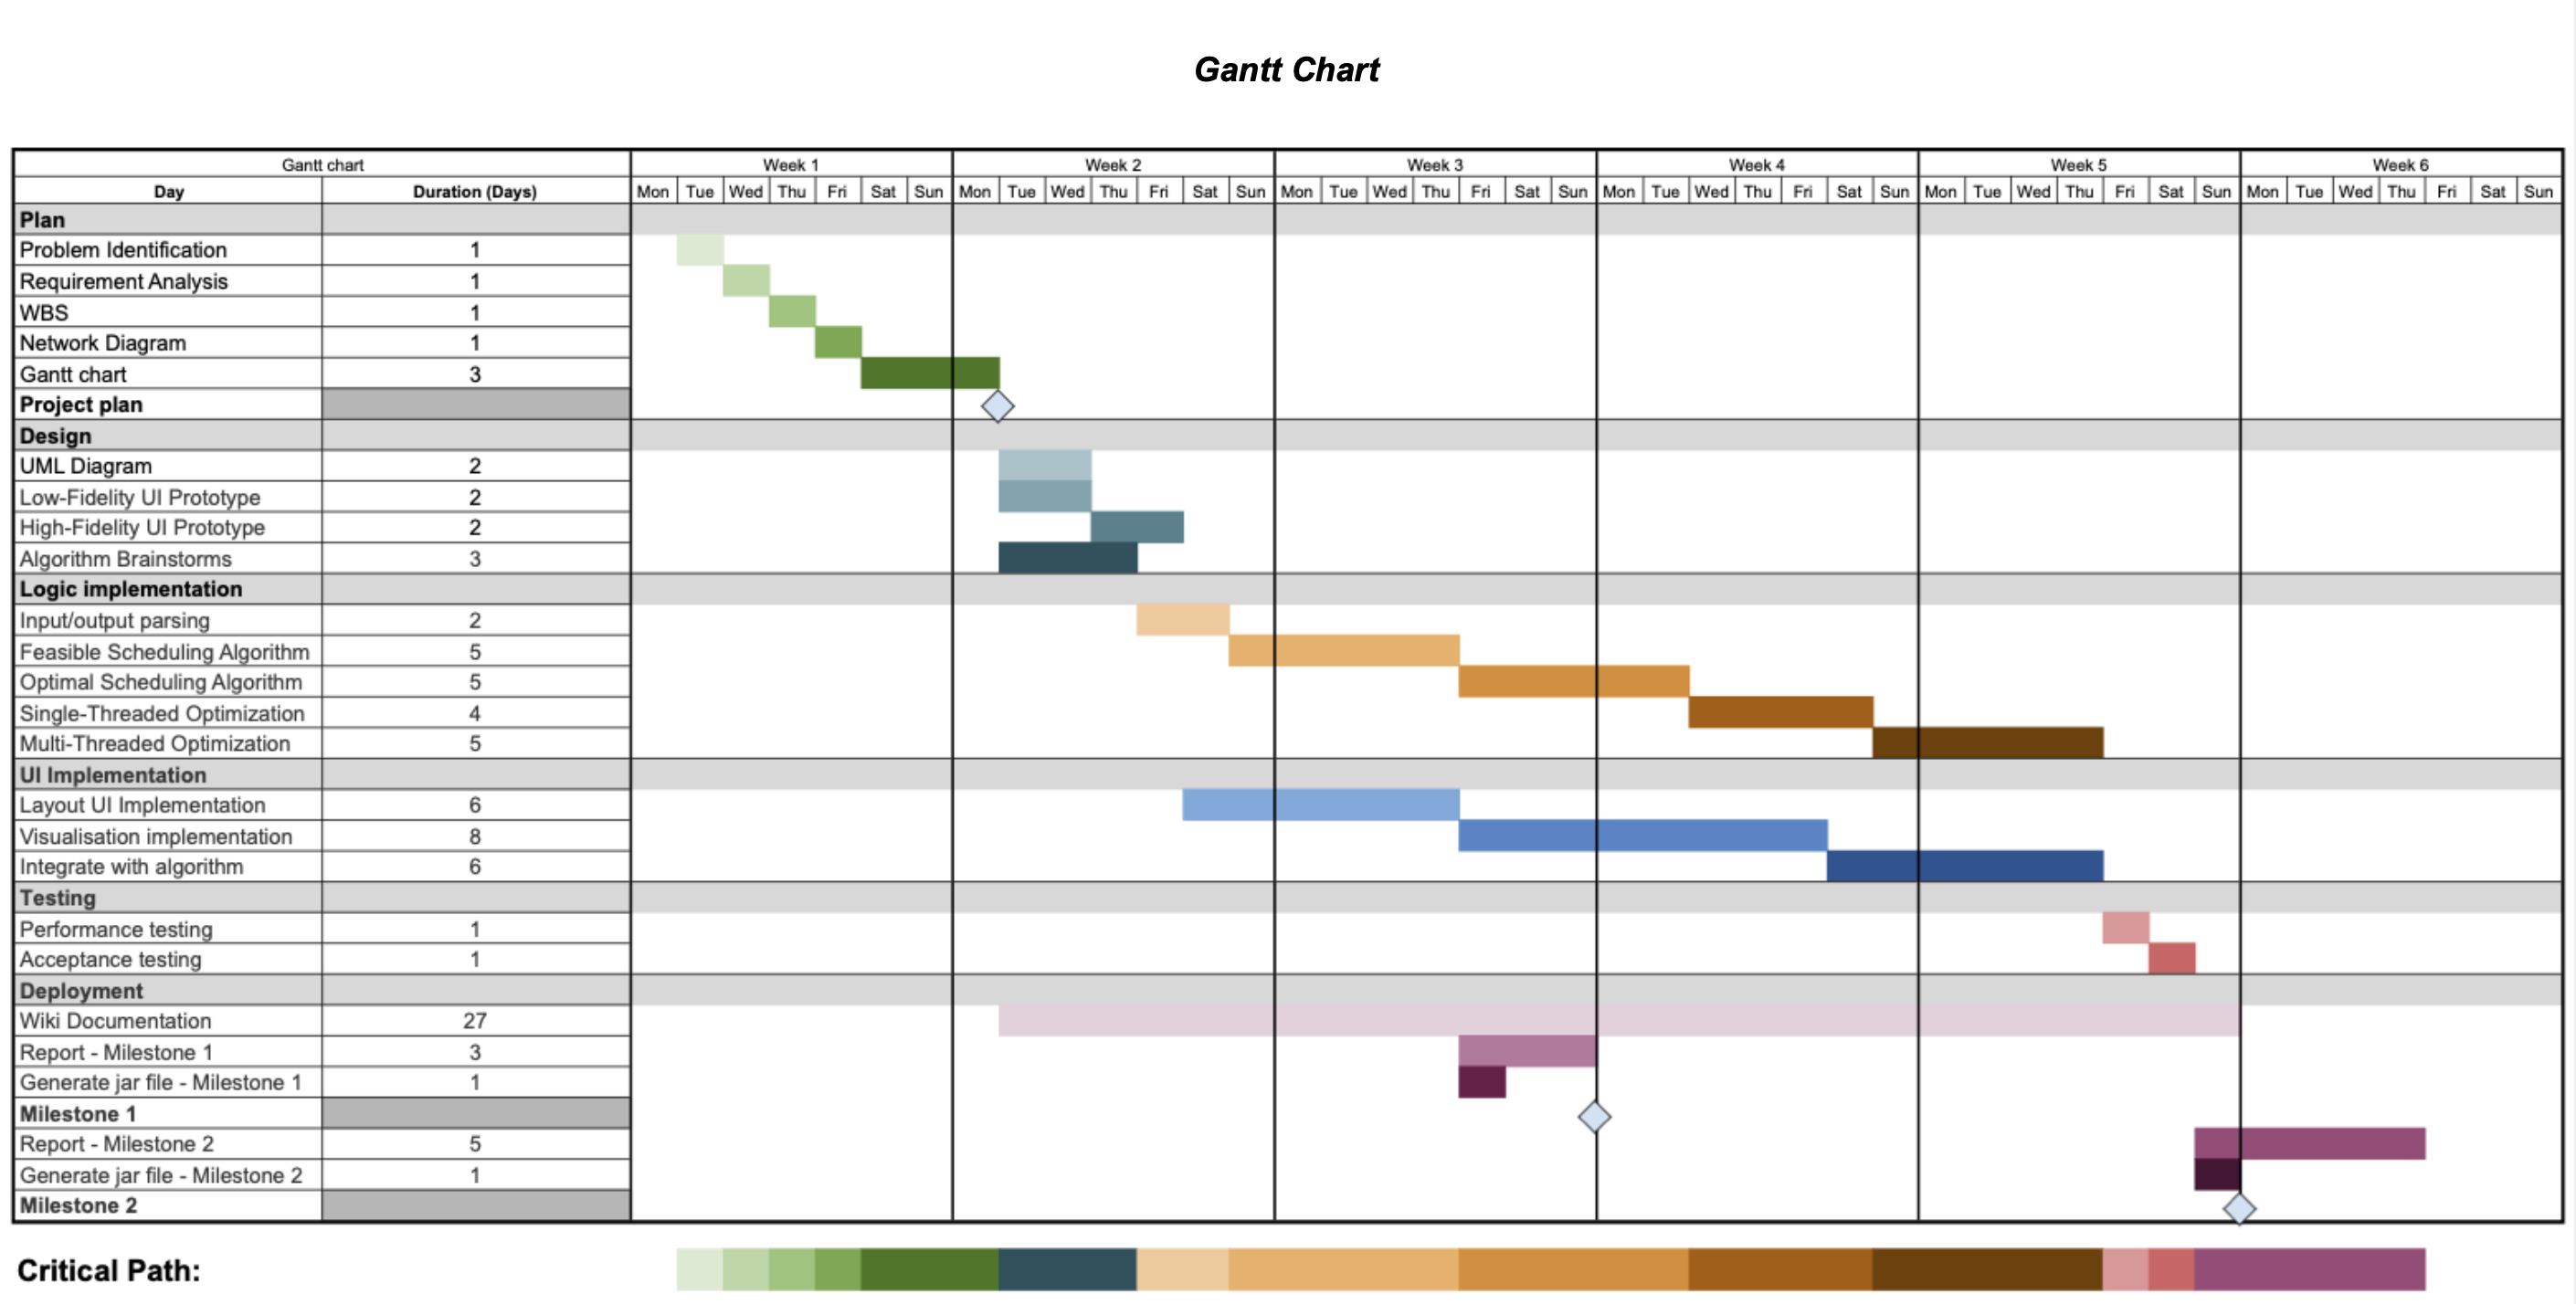 Gantt Chart
Gantt chart Week 1 Week 2 Week 3 Week 4 Week 5 Week 6
Day Duration (Days) Mon Tue Wed Thu Fri Sat Sun Mon Tue Wed Thu Fri Sat Sun Mon Tue Wed Thu Fri Sat Sun Mon Tue Wed Thu Fri Sat Sun Mon Tue Wed Thu Fri Sat Sun Mon Tue Wed Thu Fri Sat Sun
Plan
Problem Identification 1
Requirement Analysis 1
WBS 1
Network Diagram 1
Gantt chart 3
Project plan
Design
UML Diagram 2
Low-Fidelity UI Prototype 2
High-Fidelity UI Prototype 2
Algorithm Brainstorms 3
Logic implementation
Input/output parsing 2
Feasible Scheduling Algorithm 5
Optimal Scheduling Algorithm 5
Single-Threaded Optimization 4
Multi-Threaded Optimization 5
UI Implementation
Layout UI Implementation 6
Visualisation implementation 8
Integrate with algorithm 6
Testing
Performance testing 1
Acceptance testing 1
Deployment
Wiki Documentation 27
Report - Milestone 1 3
Generate jar file - Milestone 1 1
Milestone 1
Report - Milestone 2 5
Generate jar file - Milestone 2 1
Milestone 2
Critical Path: